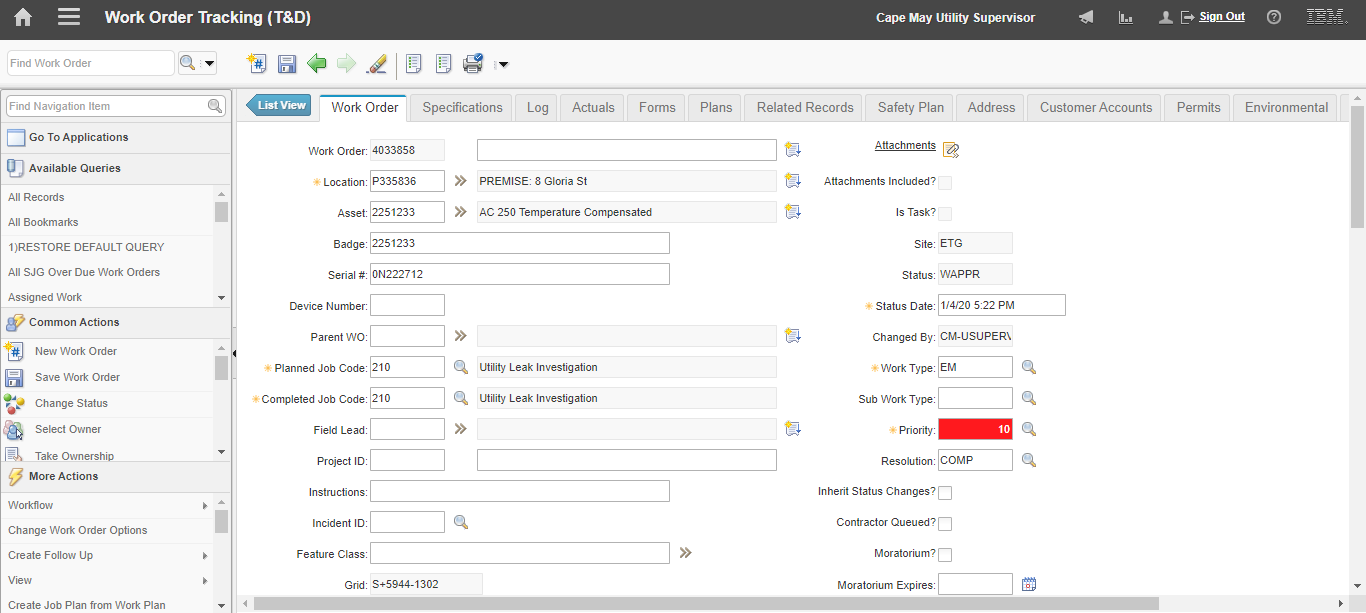 Work Order Tracking (T&D)
Cape May Utility Supervisor
Sign Out
IBM.
Find Work Order
Find Navigation Item
Go To Applications
Available Queries
All Records
All Bookmarks
1)RESTORE DEFAULT QUERY
All SJG Over Due Work Orders
Assigned Work
Common Actions
New Work Order
Save Work Order
Change Status
Select Owner
Take Ownership
More Actions
Workflow
Change Work Order Options
Create Follow Up
View
Create Job Plan from Work Plan
List View
Work Order
Specifications
Log
Actuals
Forms
Plans
Related Records
Safety Plan
Address
Customer Accounts
Permits
Environmental
Work Order: 4033858
Location: P335836 PREMISE: 8 Gloria St
Asset: 2251233 AC 250 Temperature Compensated
Badge: 2251233
Serial #: 0N222712
Device Number:
Parent WO:
Planned Job Code: 210 Utility Leak Investigation
Completed Job Code: 210 Utility Leak Investigation
Field Lead:
Project ID:
Instructions:
Incident ID:
Feature Class:
Grid: S+5944-1302
Attachments
Attachments Included?
Is Task?
Site: ETG
Status: WAPPR
Status Date: 1/4/20 5:22 PM
Changed By: CM-USUPERV
Work Type: EM
Sub Work Type:
Priority: 10
Resolution: COMP
Inherit Status Changes?
Contractor Queued?
Moratorium?
Moratorium Expires: